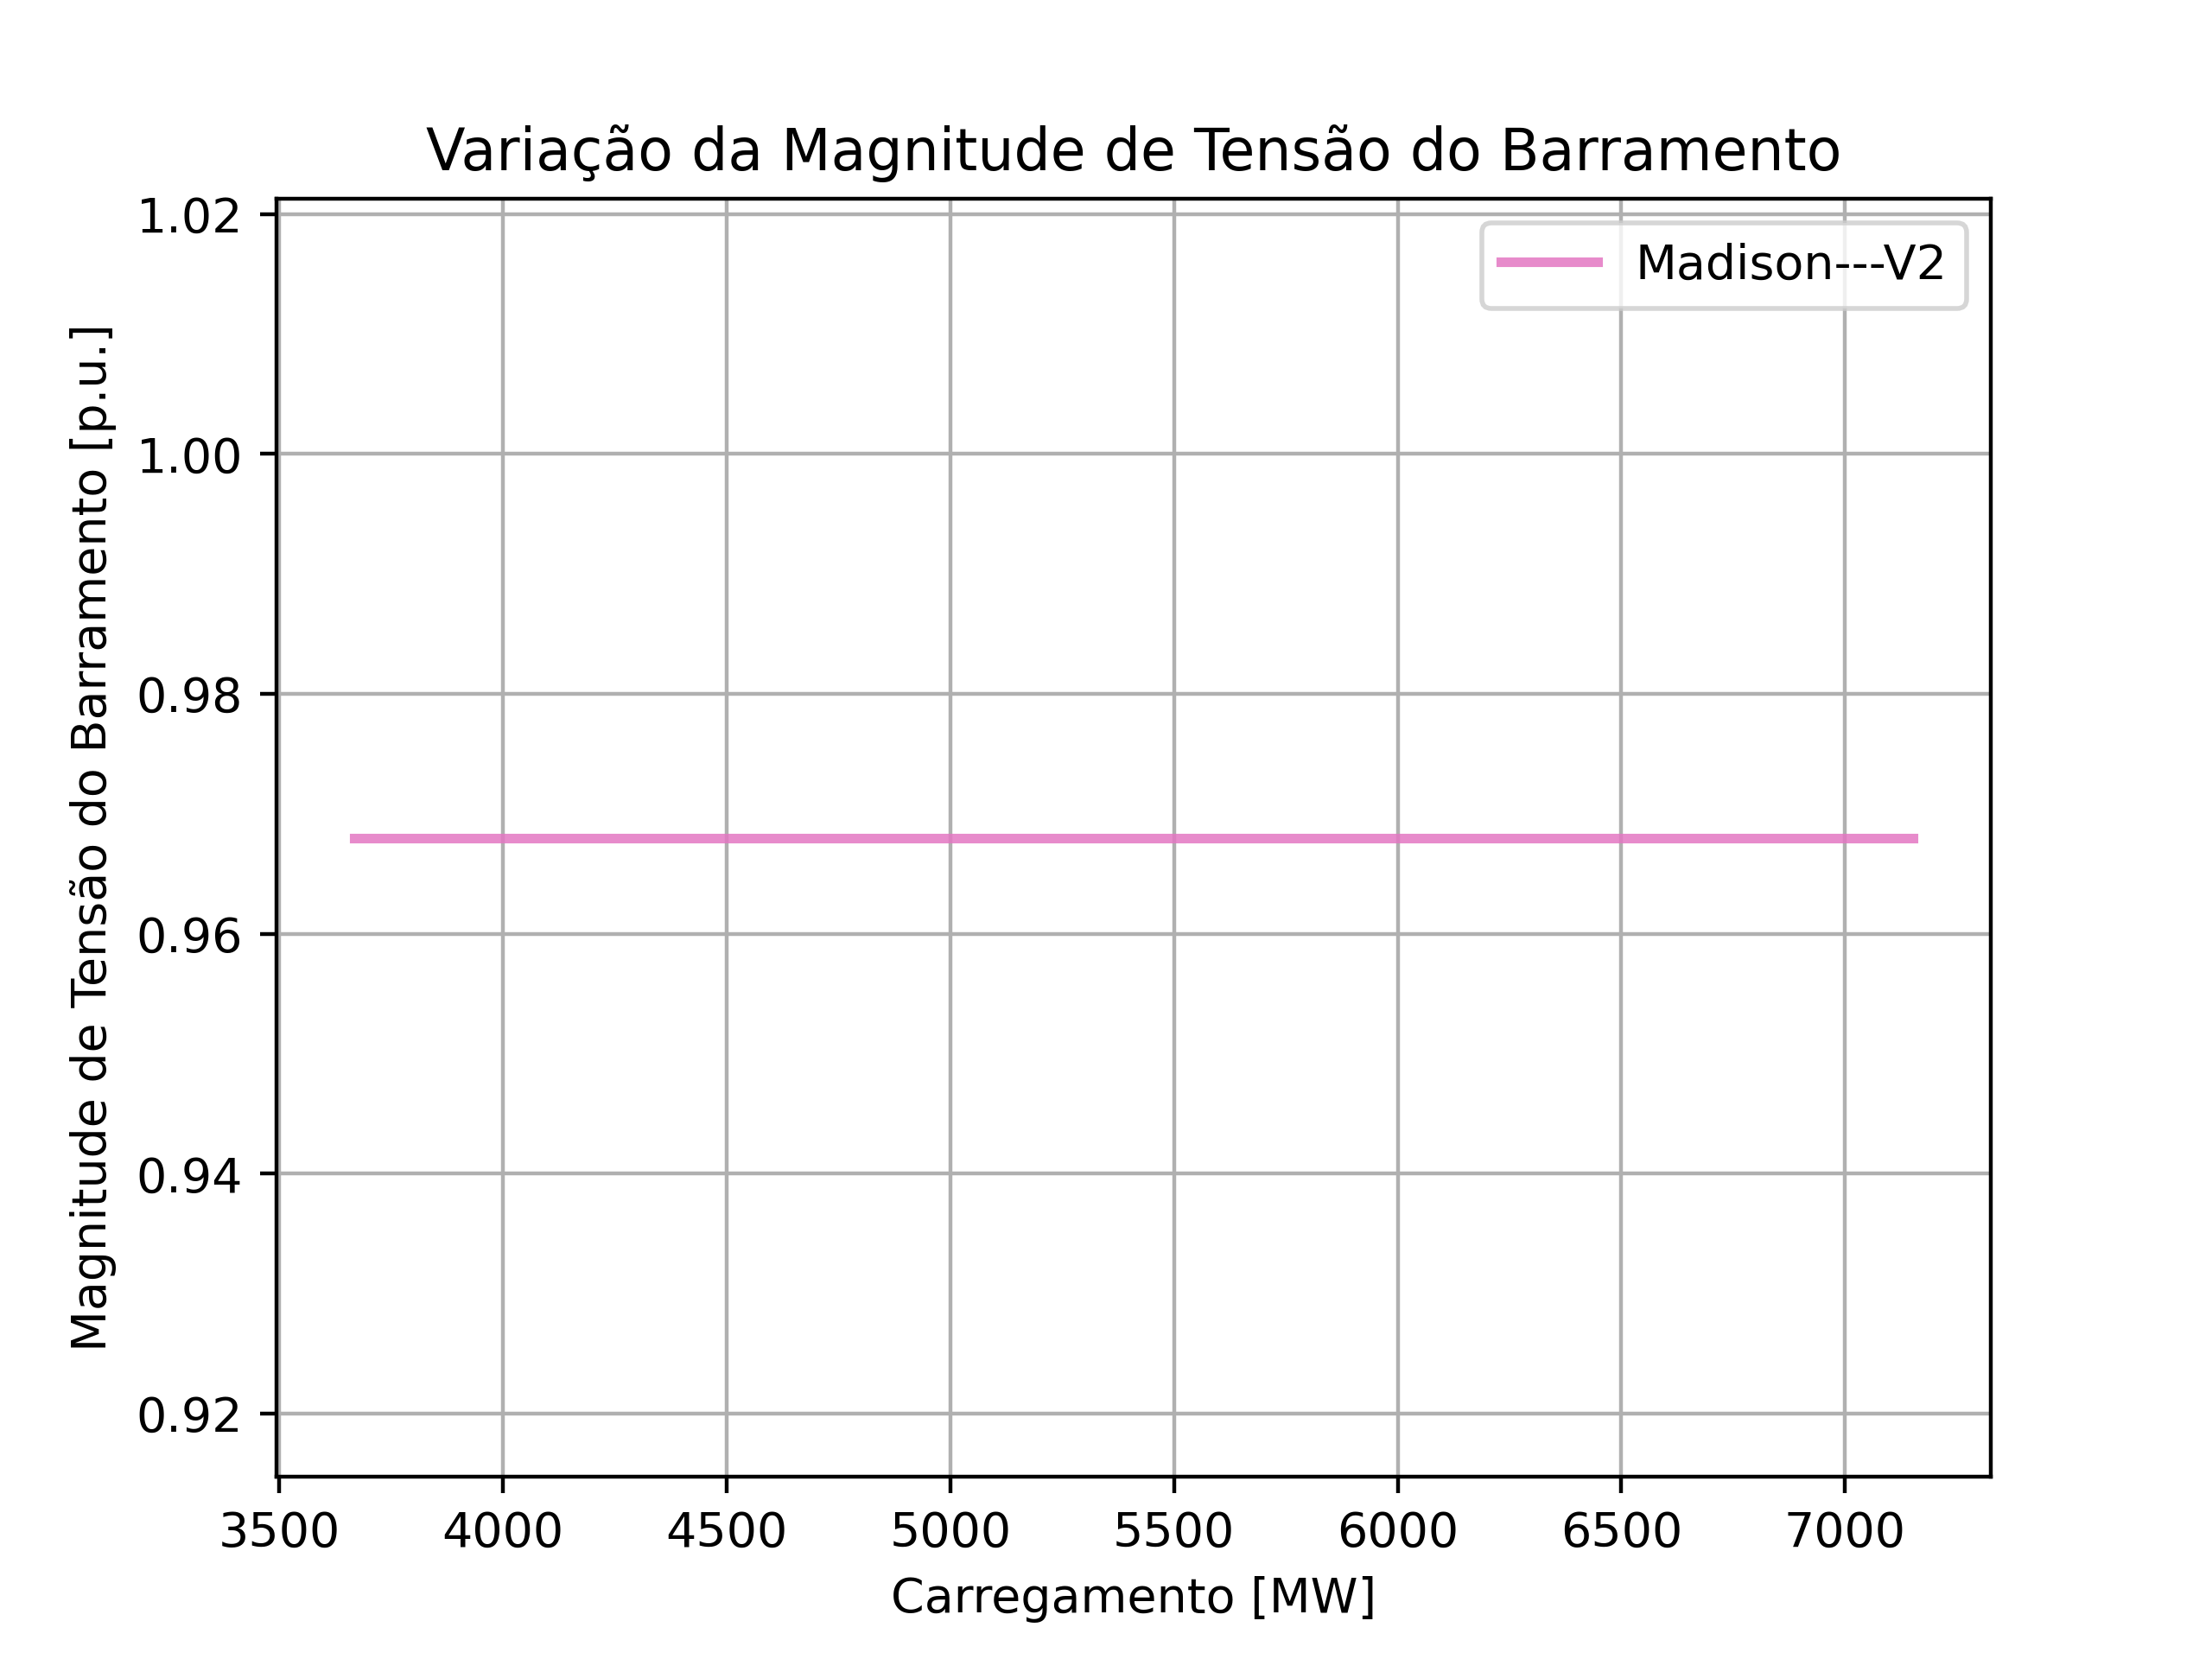 Variação da Magnitude de Tensão do Barramento
Madison---V2
Magnitude de Tensão do Barramento [p.u.]
1.02
1.00
0.98
0.96
0.94
0.92
3500 4000 4500 5000 5500 6000 6500 7000
Carregamento [MW]